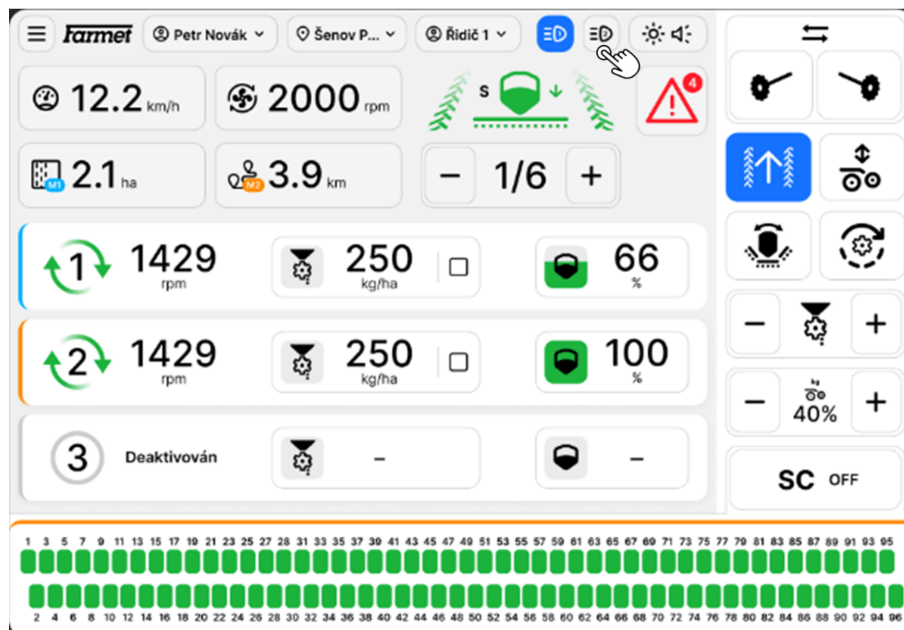 Farmet Petr Novák Šenov P... Řidič 1
12.2 km/h 2000 rpm S 4
M1 2.1 ha M2 3.9 km − 1/6 +
1 1429 rpm 250 kg/ha 66 %
2 1429 rpm 250 kg/ha 100 %
3 Deaktivován – –
− +
− kg 40% +
SC OFF
1 3 5 7 9 11 13 15 17 19 21 23 25 27 28 31 33 35 37 39 41 43 45 47 49 51 53 55 57 59 61 63 65 67 69 71 73 75 77 79 81 83 85 87 89 91 93 95
2 4 6 8 10 12 14 16 18 20 22 24 26 28 30 32 34 36 38 40 42 44 46 48 50 52 54 56 58 60 62 64 66 68 70 72 74 76 78 80 82 84 86 88 90 92 94 96